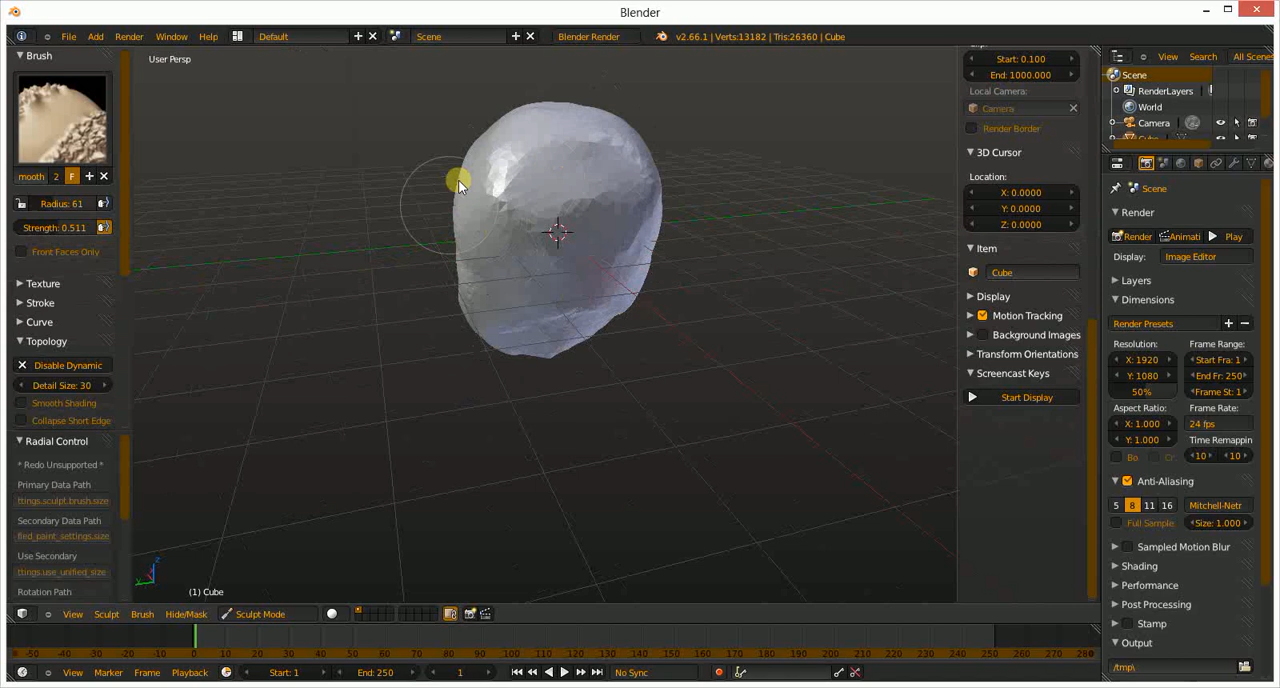 Blender
File Add Render Window Help Default Scene Blender Render v2.66.1 | Verts:13182 | Tris:26360 | Cube
Brush
mooth 2 F
Radius: 61
Strength: 0.511
Front Faces Only
Texture
Stroke
Curve
Topology
Disable Dynamic
Detail Size: 30
Smooth Shading
Collapse Short Edge
Radial Control
* Redo Unsupported *
Primary Data Path
ttings.sculpt.brush.size
Secondary Data Path
fied_paint_settings.size
Use Secondary
ttings.use_unified_size
Rotation Path
User Persp
(1) Cube
Start: 0.100
End: 1000.000
Local Camera:
Camera
Render Border
3D Cursor
Location:
X: 0.0000
Y: 0.0000
Z: 0.0000
Item
Cube
Display
Motion Tracking
Background Images
Transform Orientations
Screencast Keys
Start Display
View Search All Scenes
Scene
RenderLayers
World
Camera
Scene
Render
Render Animati Play
Display: Image Editor
Layers
Dimensions
Render Presets
Resolution: Frame Range:
X: 1920 Start Fra: 1
Y: 1080 End Fr: 250
50% Frame St: 1
Aspect Ratio: Frame Rate:
X: 1.000 24 fps
Y: 1.000 Time Remappin
Bo Cr 10 10
Anti-Aliasing
5 8 11 16 Mitchell-Netr
Full Sample Size: 1.000
Sampled Motion Blur
Shading
Performance
Post Processing
Stamp
Output
/tmp\
View Sculpt Brush Hide/Mask Sculpt Mode
-50 -40 -30 -20 -10 0 10 20 30 40 50 60 70 80 90 100 110 120 130 140 150 160 170 180 190 200 210 220 230 240 250 260 270 280
View Marker Frame Playback Start: 1 End: 250 1 No Sync